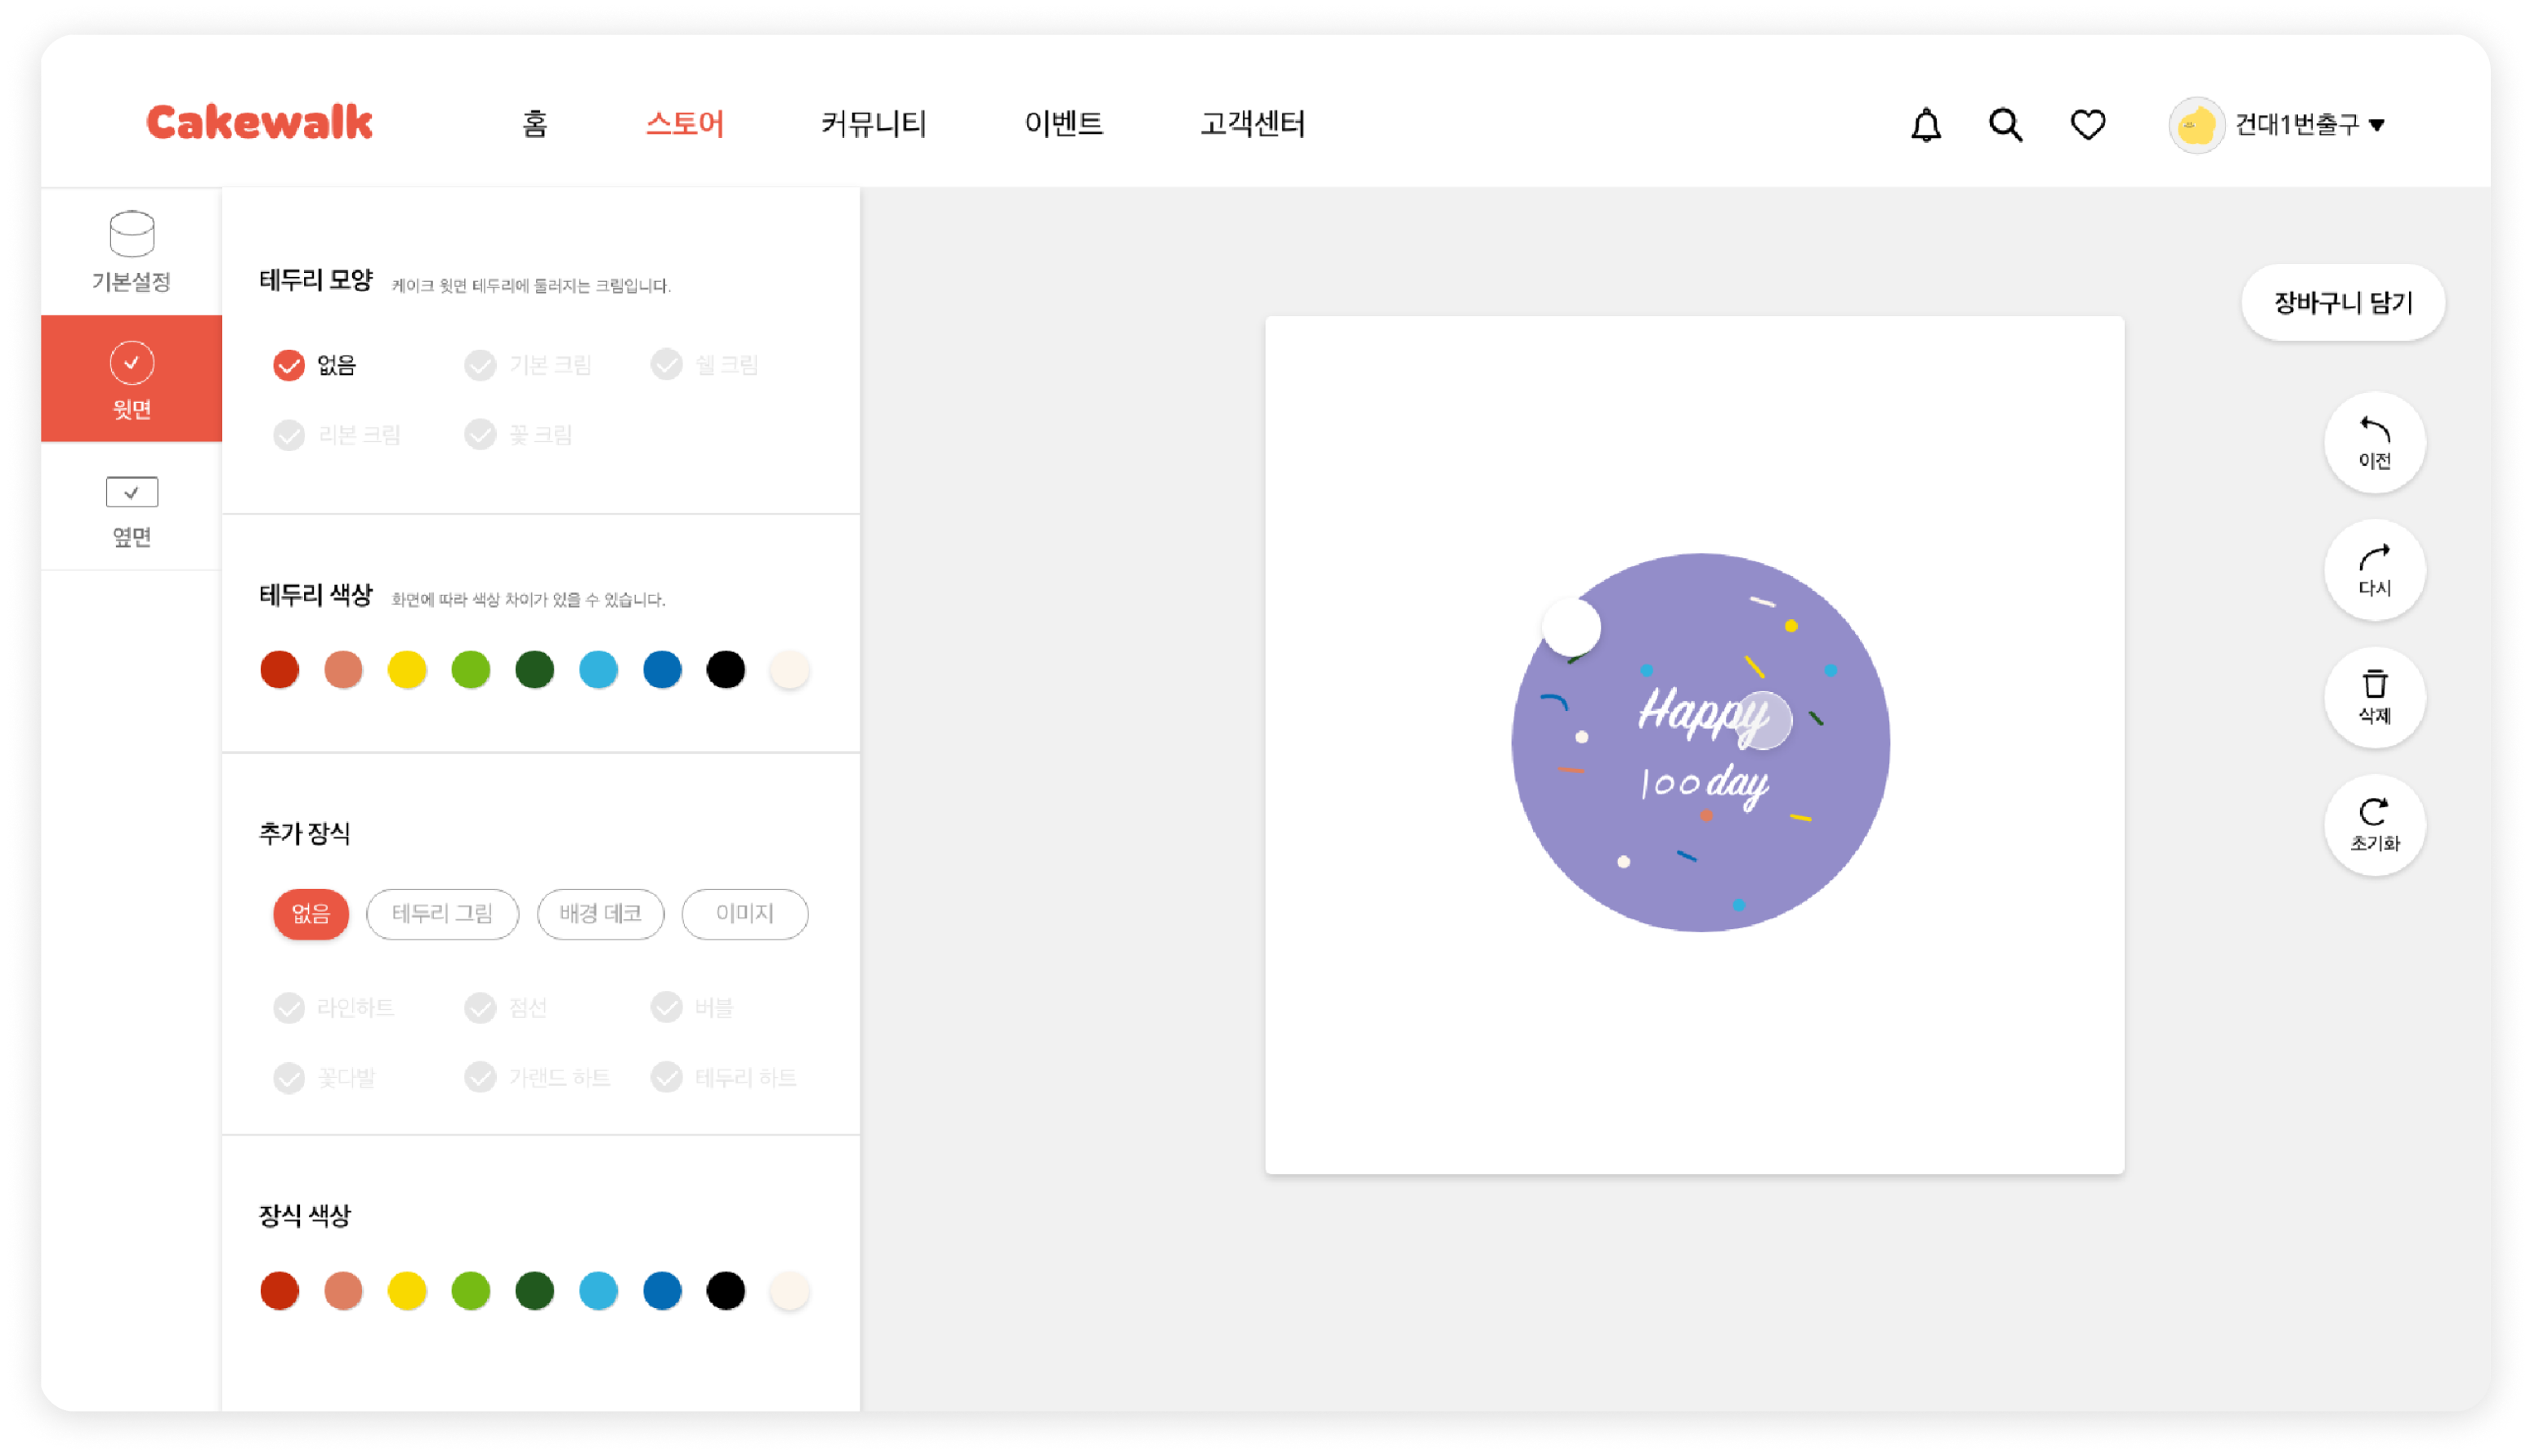 Cakewalk
홈 스토어 커뮤니티 이벤트 고객센터
건대1번출구
기본설정
윗면
옆면
테두리 모양 케이크 윗면 테두리에 둘러지는 크림입니다.
없음 기본 크림 쉘 크림
리본 크림 꽃 크림
테두리 색상 화면에 따라 색상 차이가 있을 수 있습니다.
추가 장식
없음 테두리 그림 배경 데코 이미지
라인하트 점선 버블
꽃다발 가랜드 하트 테두리 하트
장식 색상
Happy
100day
장바구니 담기
이전
다시
삭제
초기화